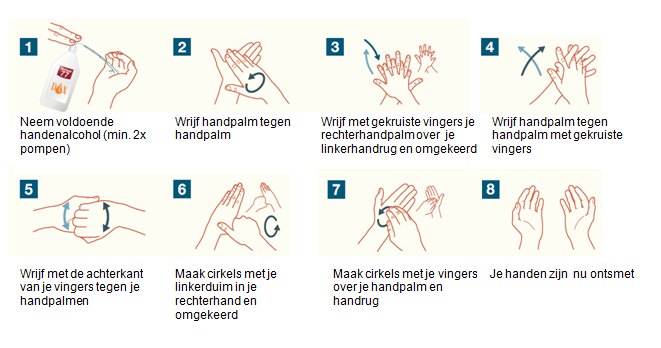 1
2
3
4
77
Neem voldoende
handenalcohol (min. 2x
pompen)
Wrijf handpalm tegen
handpalm
Wrijf met gekruiste vingers je
rechterhandpalm over je
linkerhandrug en omgekeerd
Wrijf handpalm tegen
handpalm met gekruiste
vingers
5
6
7
8
Wrijf met de achterkant
van je vingers tegen je
handpalmen
Maak cirkels met je
linkerduim in je
rechterhand en
omgekeerd
Maak cirkels met je vingers
over je handpalm en
handrug
Je handen zijn nu ontsmet